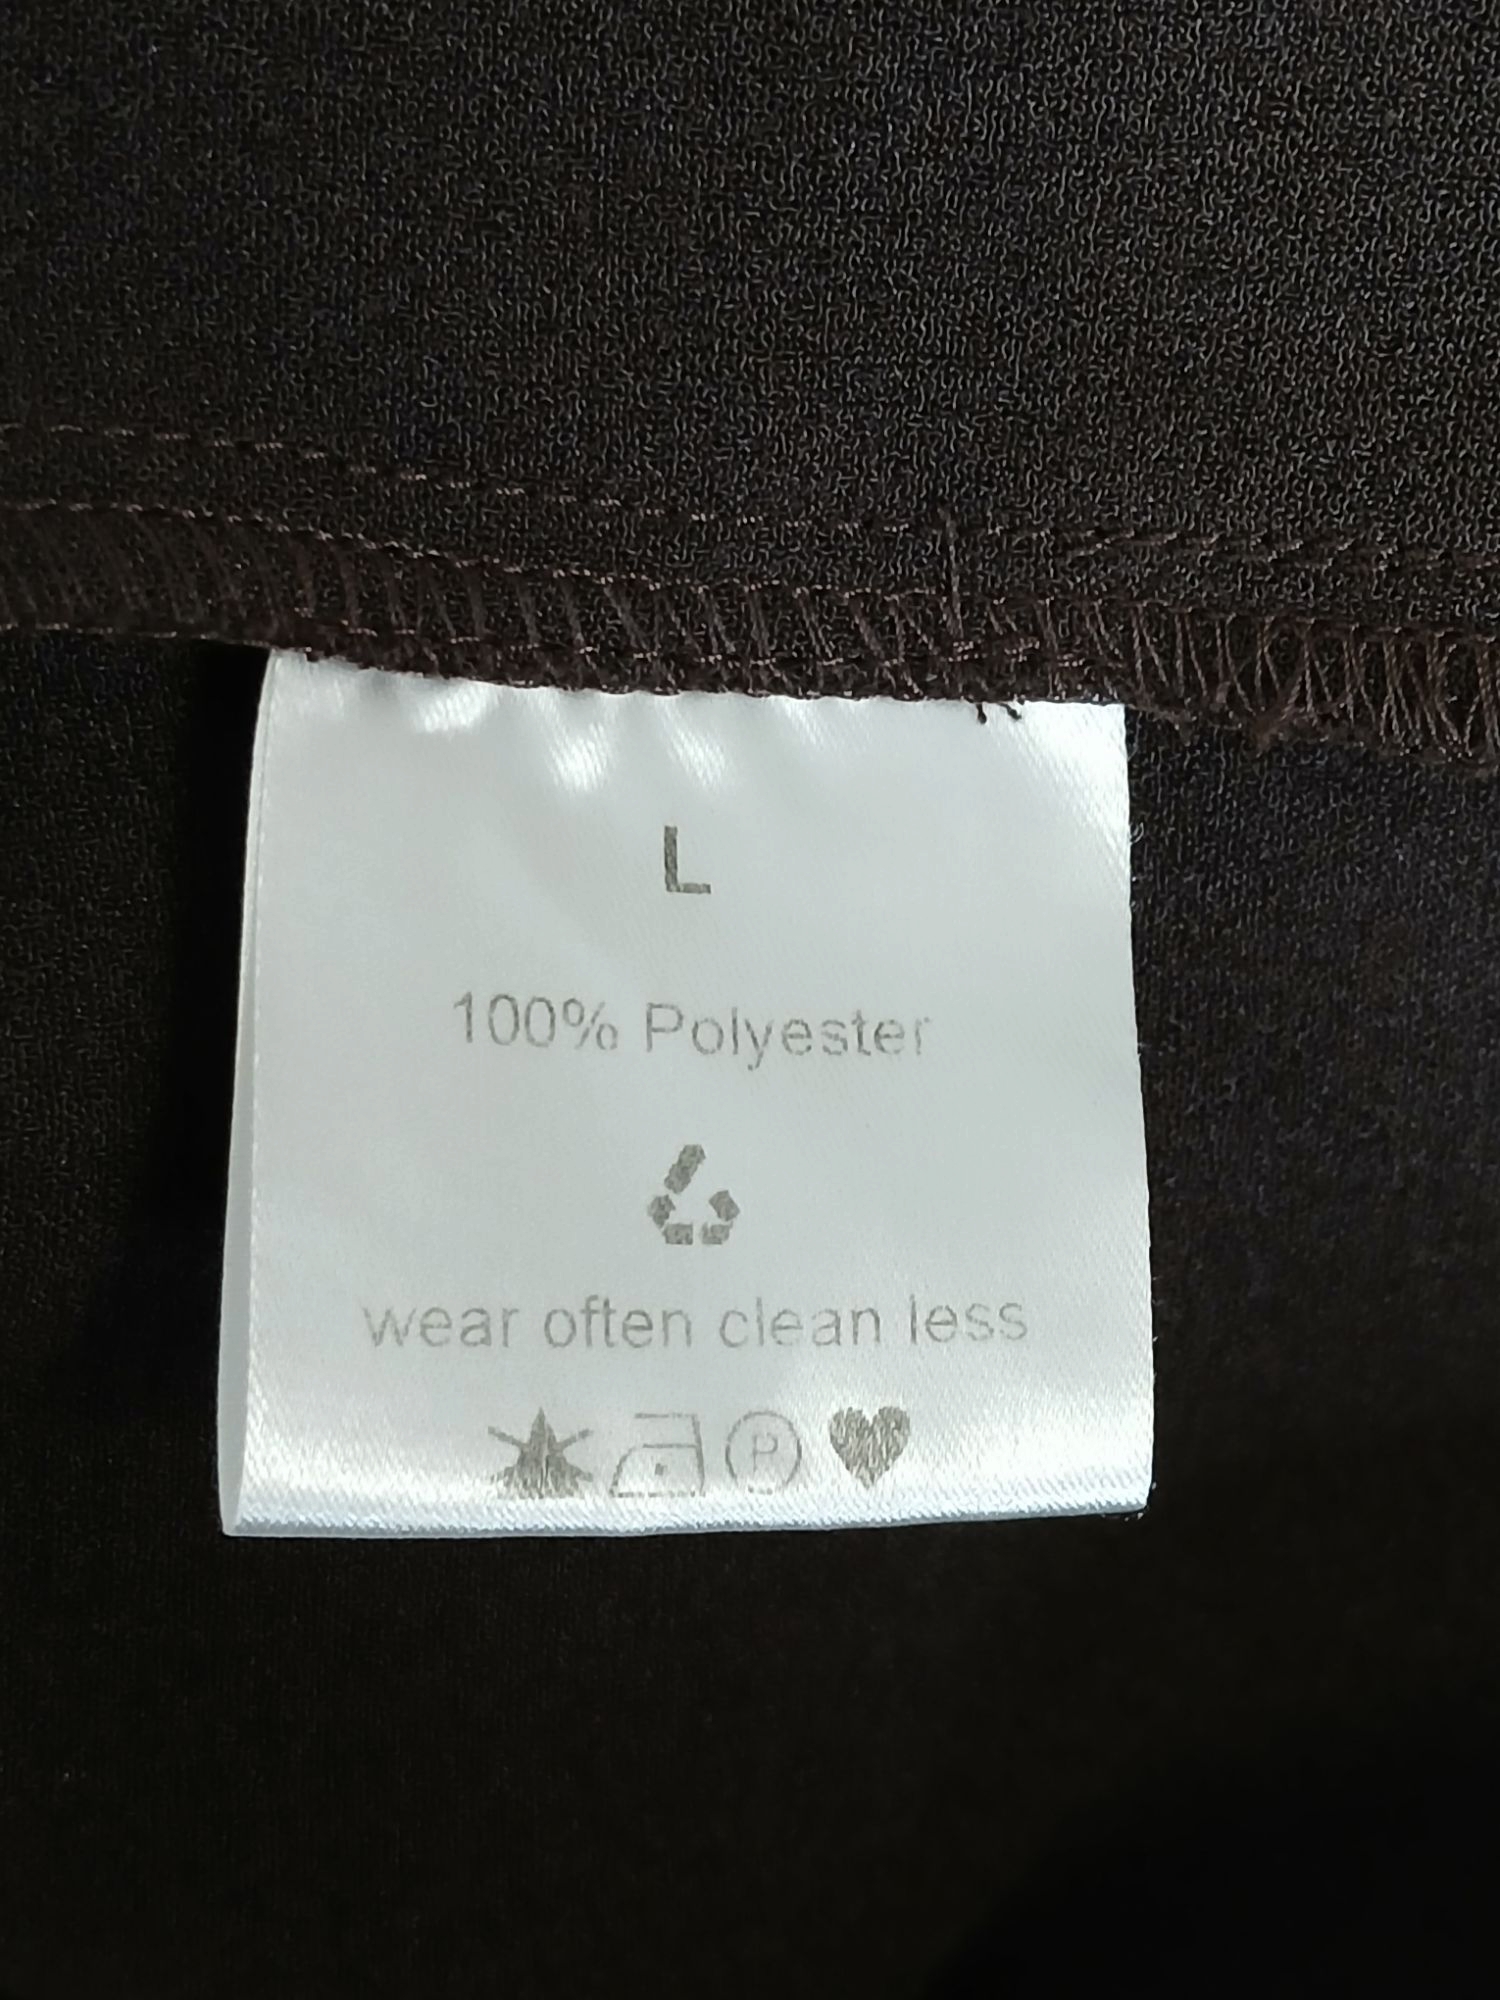 L
100% Polyester
wear often clean less
P